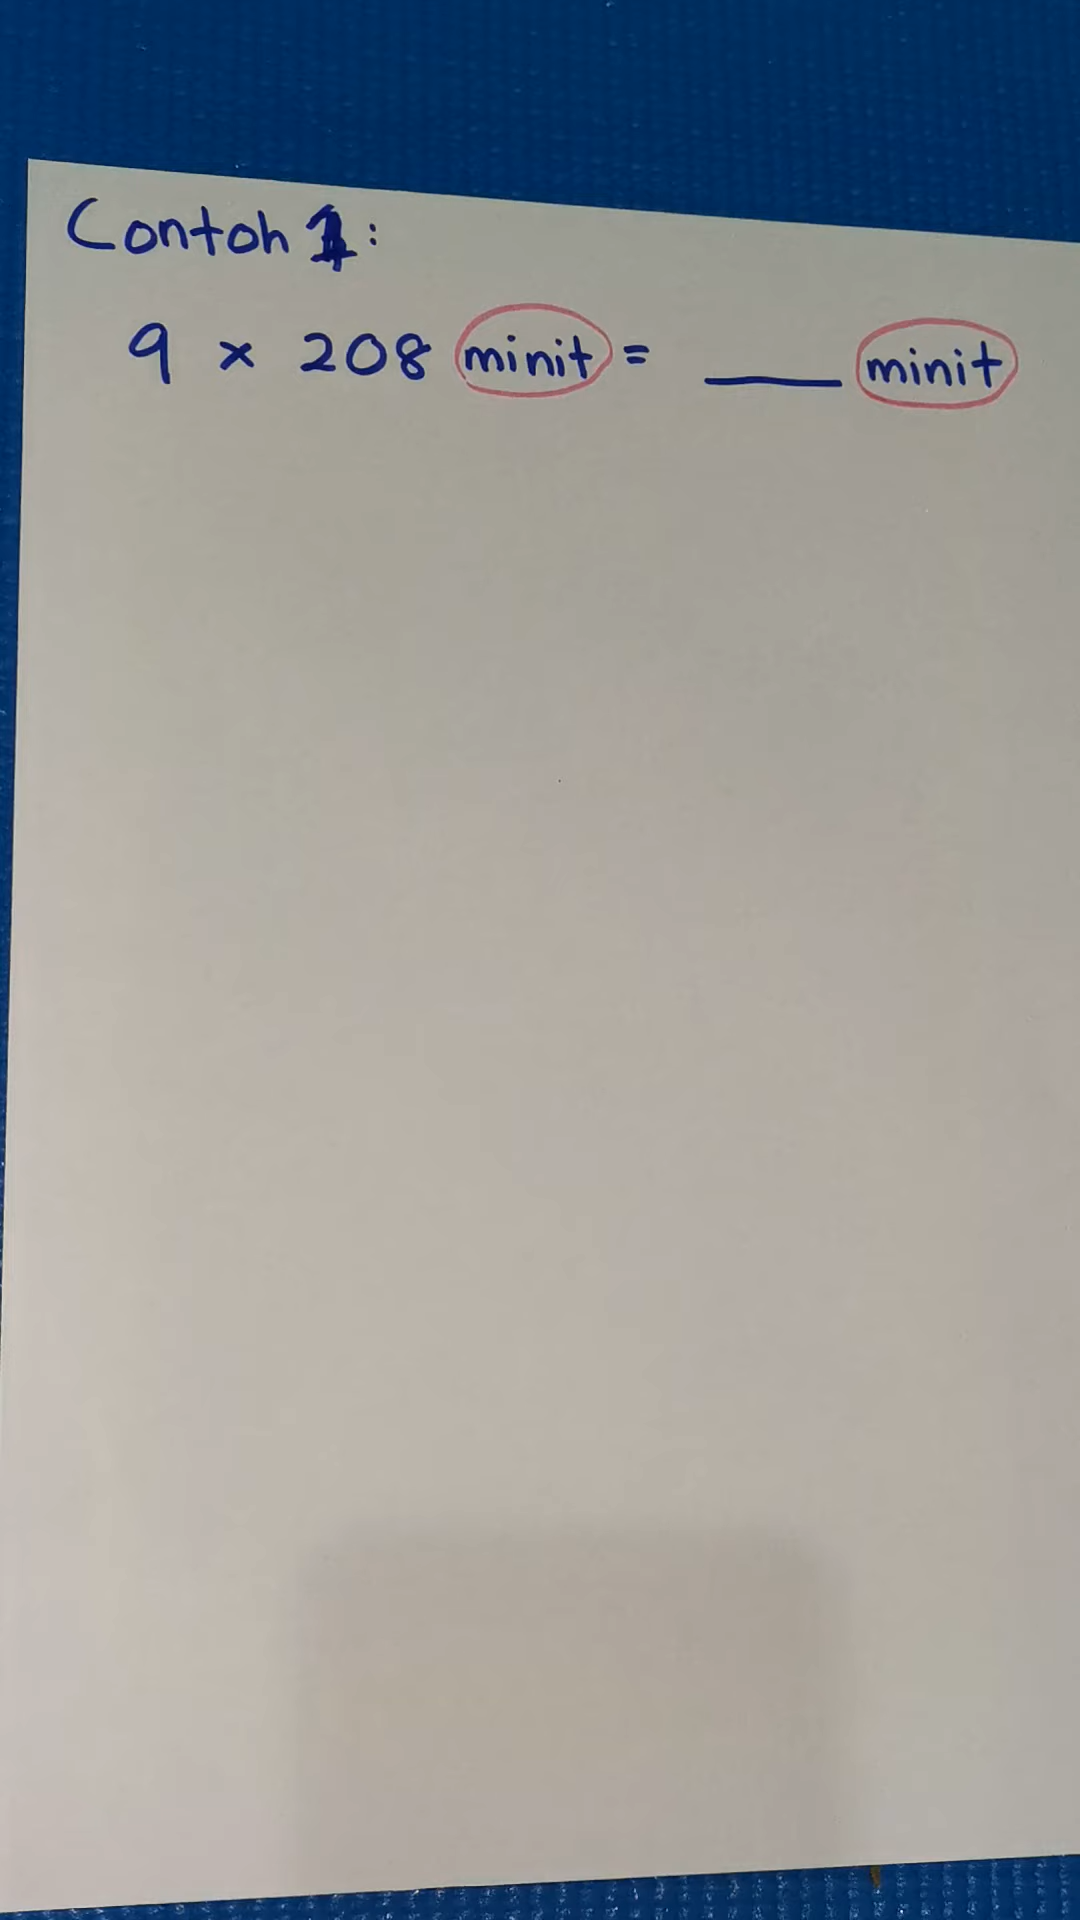 Contoh 1:
9 × 208 minit = ___ minit